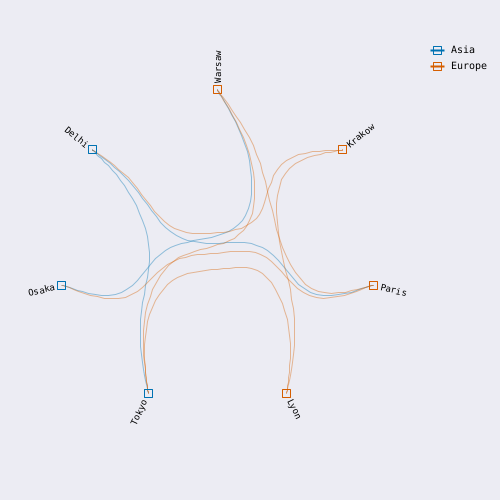 Asia
Europe
Warsaw
Delhi
Krakow
Osaka
Paris
Tokyo
Lyon